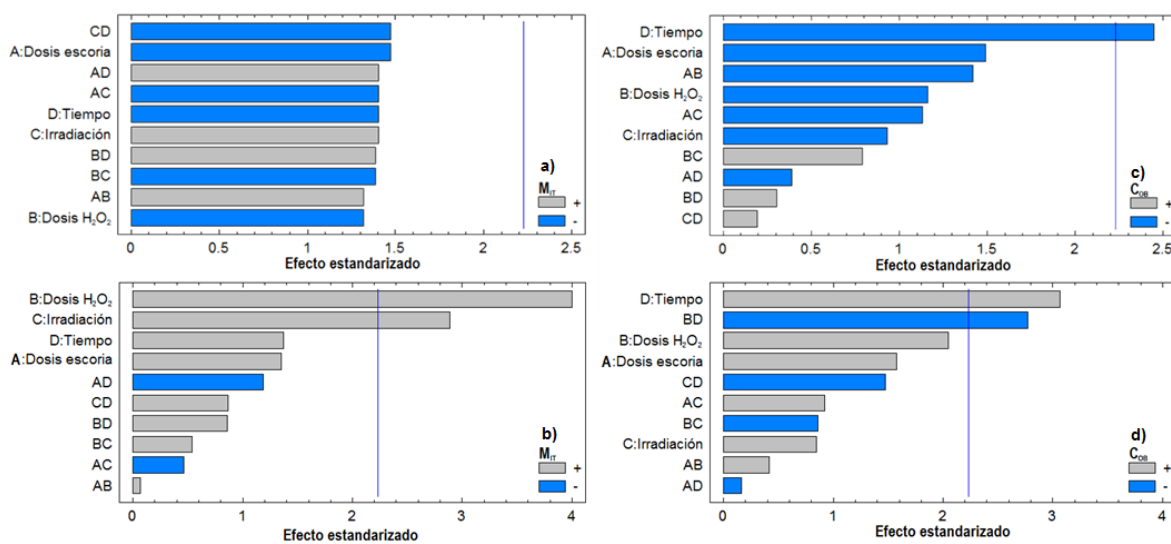 CD
A:Dosis escoria
AD
AC
D:Tiempo
C:Irradiación
BD
BC
AB
B:Dosis H₂O₂
a)
M_IT
+
-
0 0.5 1 1.5 2 2.5
Efecto estandarizado
D:Tiempo
A:Dosis escoria
AB
B:Dosis H₂O₂
AC
C:Irradiación
BC
AD
BD
CD
c)
C_OB
+
-
0 0.5 1 1.5 2 2.5
Efecto estandarizado
B:Dosis H₂O₂
C:Irradiación
D:Tiempo
A:Dosis escoria
AD
CD
BD
BC
AC
AB
b)
M_IT
+
-
0 1 2 3 4
Efecto estandarizado
D:Tiempo
BD
B:Dosis H₂O₂
A:Dosis escoria
CD
AC
BC
C:Irradiación
AB
AD
d)
C_OB
+
-
0 1 2 3 4
Efecto estandarizado